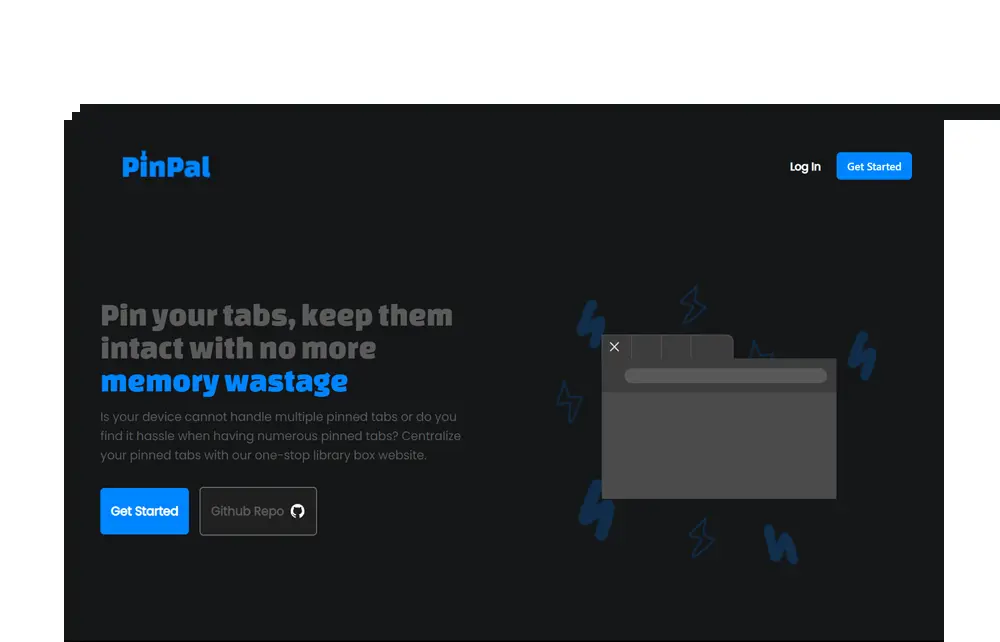 PinPal
Log In
Get Started
Pin your tabs, keep them
intact with no more
memory wastage
Is your device cannot handle multiple pinned tabs or do you
find it hassle when having numerous pinned tabs? Centralize
your pinned tabs with our one-stop library box website.
Get Started
Github Repo